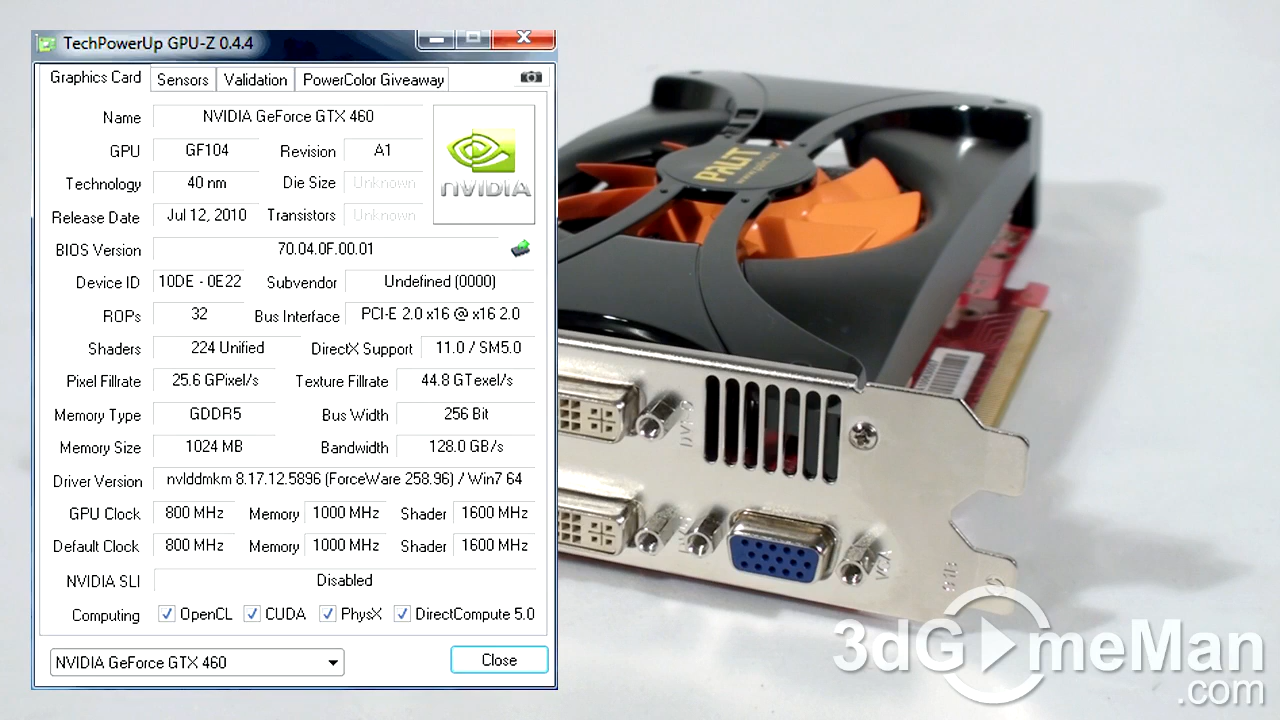 TechPowerUp GPU-Z 0.4.4
Graphics Card Sensors Validation PowerColor Giveaway
Name NVIDIA GeForce GTX 460
GPU GF104 Revision A1
Technology 40 nm Die Size Unknown
NVIDIA
Release Date Jul 12, 2010 Transistors Unknown
BIOS Version 70.04.0F.00.01
Device ID 10DE - 0E22 Subvendor Undefined (0000)
ROPs 32 Bus Interface PCI-E 2.0 x16 @ x16 2.0
Shaders 224 Unified DirectX Support 11.0 / SM5.0
Pixel Fillrate 25.6 GPixel/s Texture Fillrate 44.8 GTexel/s
Memory Type GDDR5 Bus Width 256 Bit
Memory Size 1024 MB Bandwidth 128.0 GB/s
Driver Version nvlddmkm 8.17.12.5896 (ForceWare 258.96) / Win7 64
GPU Clock 800 MHz Memory 1000 MHz Shader 1600 MHz
Default Clock 800 MHz Memory 1000 MHz Shader 1600 MHz
NVIDIA SLI Disabled
Computing OpenCL CUDA PhysX DirectCompute 5.0
NVIDIA GeForce GTX 460 Close
PALIT
VGA
3dGameMan
.com